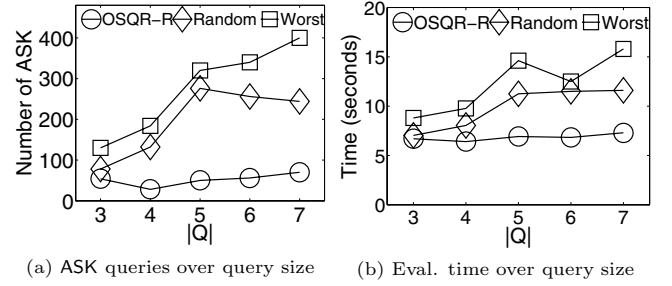 OSQR-R Random Worst
Number of ASK
400
300
200
100
0
3 4 5 6 7
|Q|
(a) ASK queries over query size
OSQR-R Random Worst
Time (seconds)
20
15
10
5
0
3 4 5 6 7
|Q|
(b) Eval. time over query size